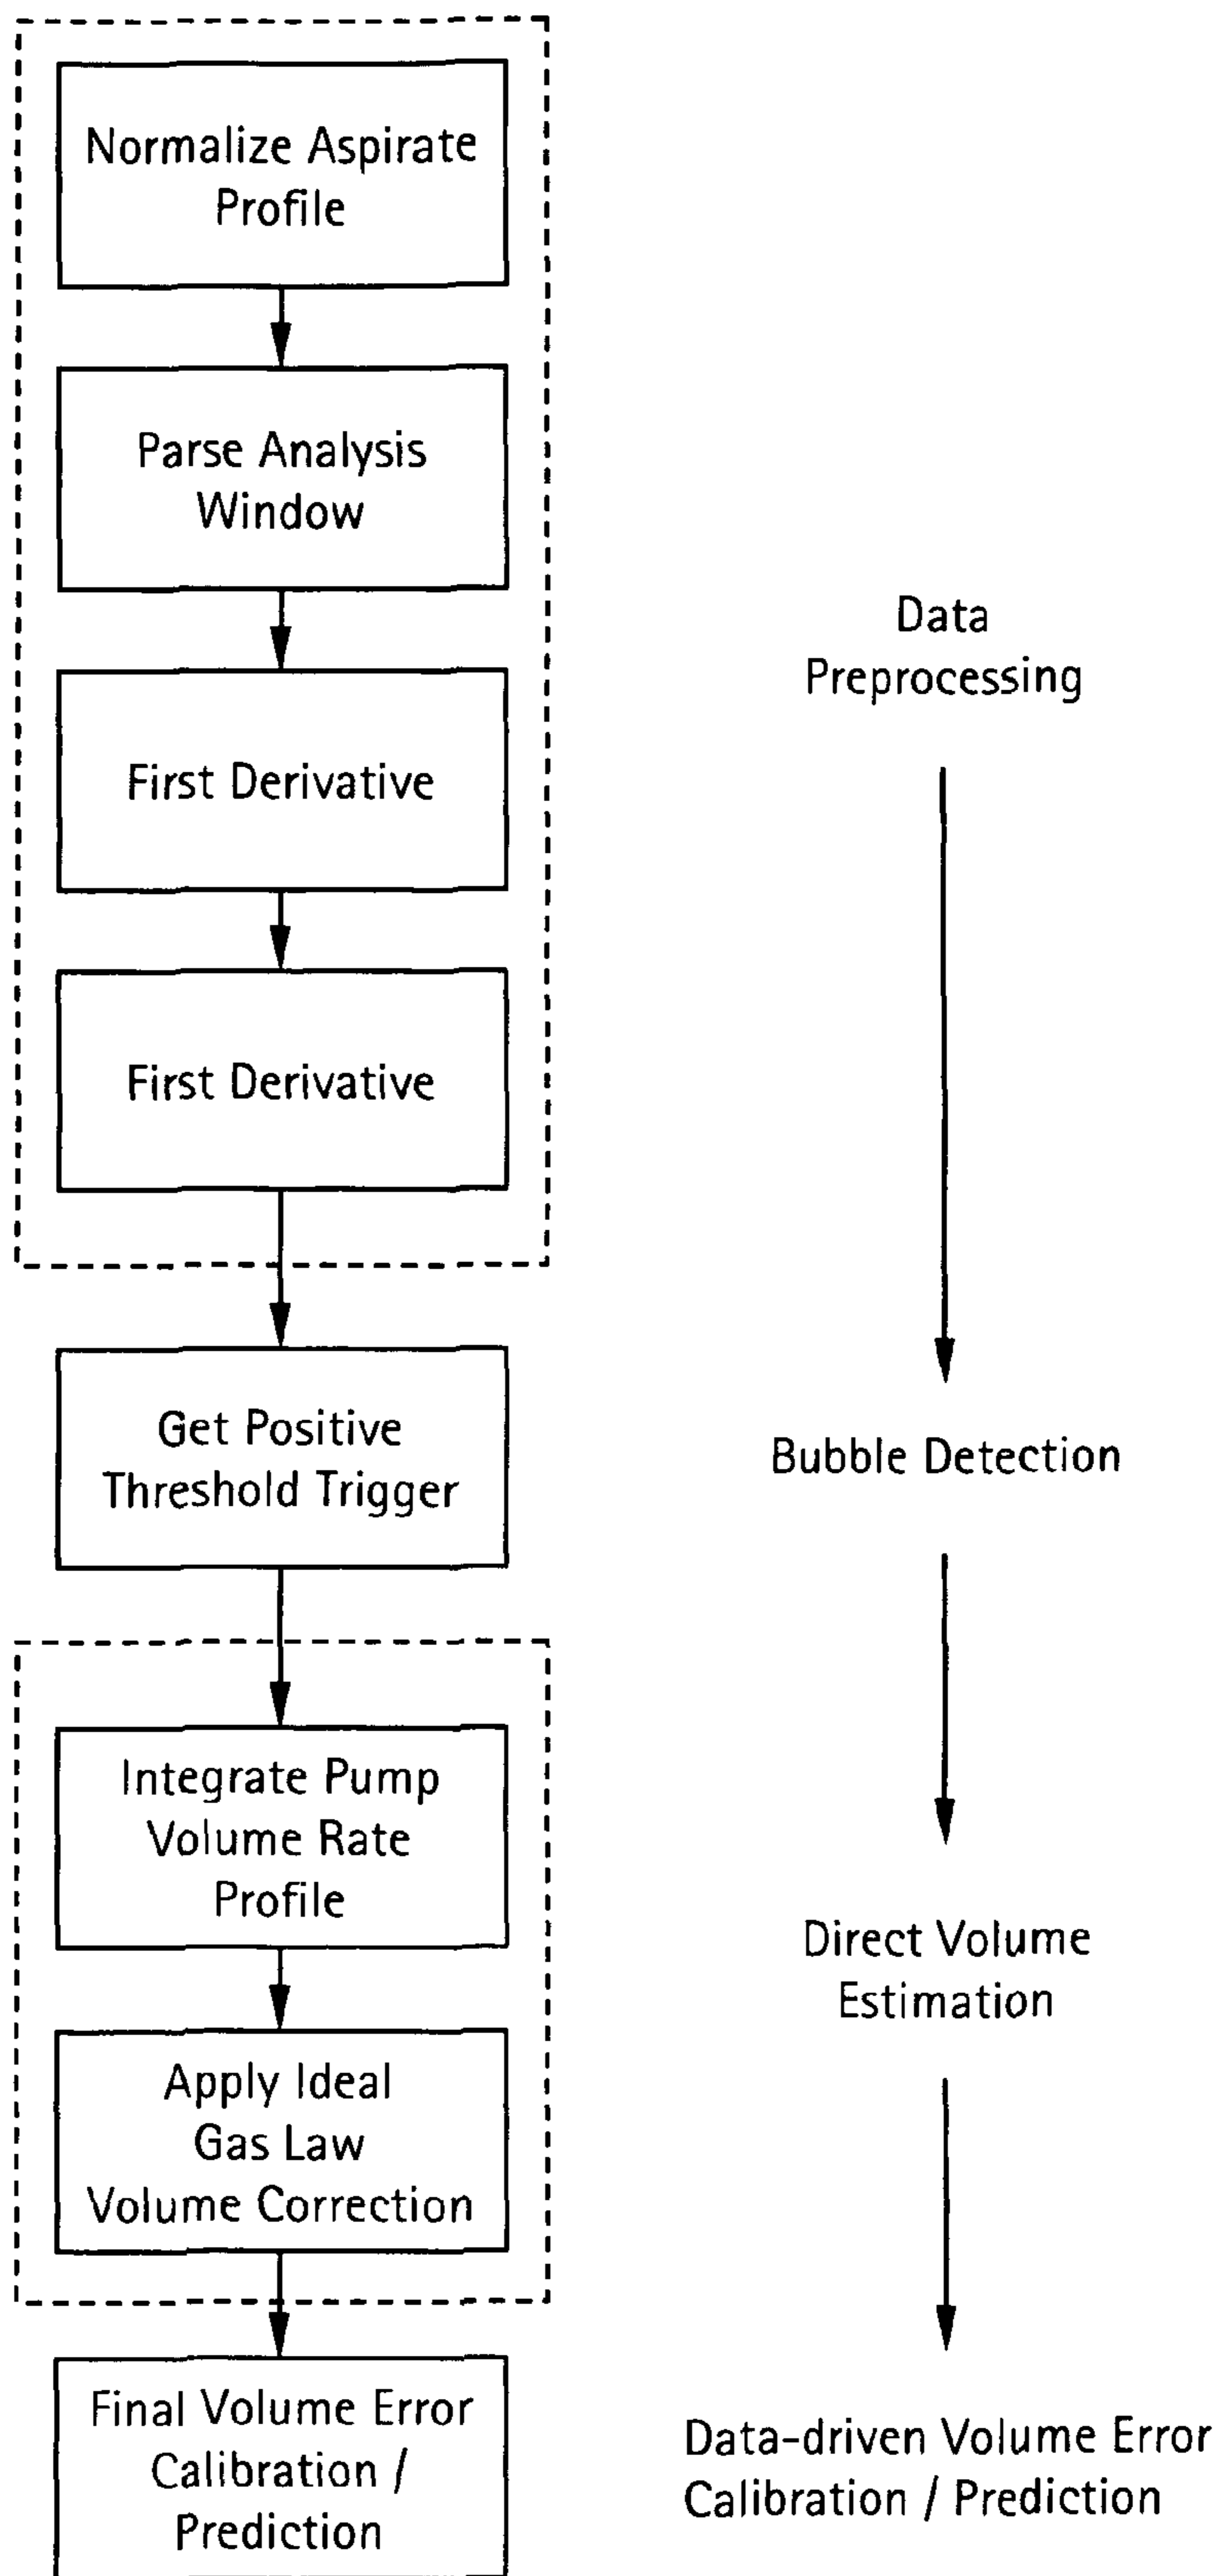 Normalize Aspirate
Profile
Parse Analysis
Window
First Derivative
First Derivative
Get Positive
Threshold Trigger
Integrate Pump
Volume Rate
Profile
Apply Ideal
Gas Law
Volume Correction
Final Volume Error
Calibration /
Prediction
Data
Preprocessing
Bubble Detection
Direct Volume
Estimation
Data-driven Volume Error
Calibration / Prediction